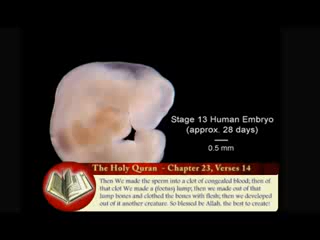 Stage 13 Human Embryo
(approx. 28 days)
0.5 mm
The Holy Quran - Chapter 23, Verses 14
Then We made the sperm into a clot of congealed blood; then of
that clot We made a (foetus) lump; then we made out of that
lump bones and clothed the bones with flesh; then we developed
out of it another creature. So blessed be Allah, the best to create!